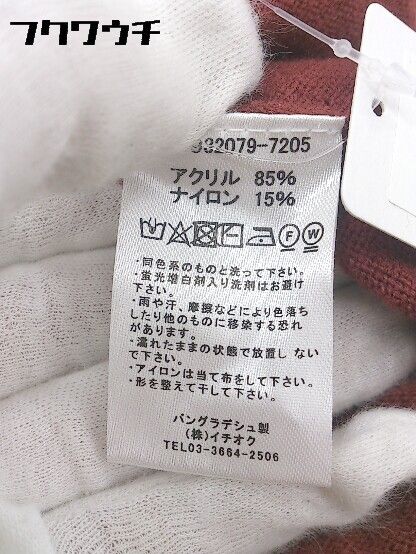 フクワウチ
932079-7205
アクリル 85%
ナイロン 15%
・同色系のものと洗って下さい。
・蛍光増白剤入り洗剤はお避け
下さい。
・雨や汗、摩擦などにより色落ち
したり他のものに移染する恐れ
があります。
・濡れたままの状態で放置し ない
で下さい。
・アイロンは当て布をして下さい。
・形を整えて干して下さい。
バングラデシュ製
(株)イチオク
TEL03-3664-2506